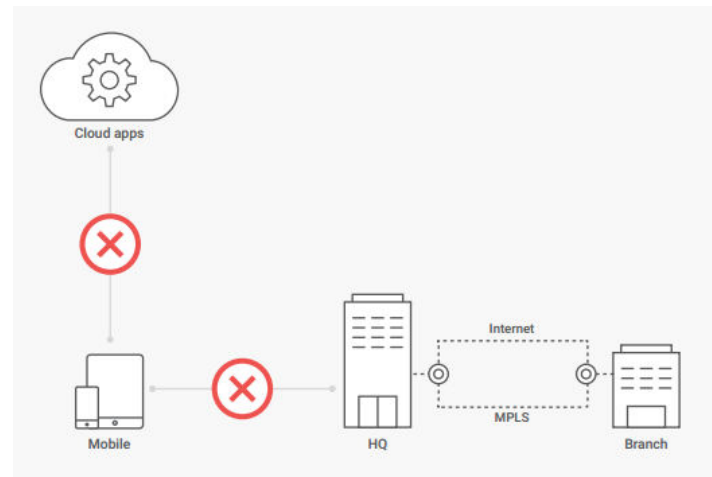 Cloud apps
Internet
MPLS
Mobile
HQ
Branch